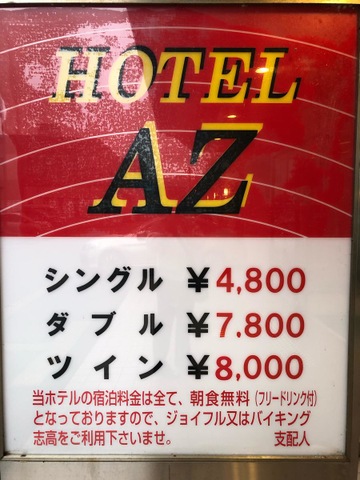 HOTEL
AZ
シングル ¥4,800
ダブル ¥7,800
ツイン ¥8,000
当ホテルの宿泊料金は全て、朝食無料(フリードリンク付)
となっておりますので、ジョイフル又はバイキング
志高をご利用下さいませ。 支配人